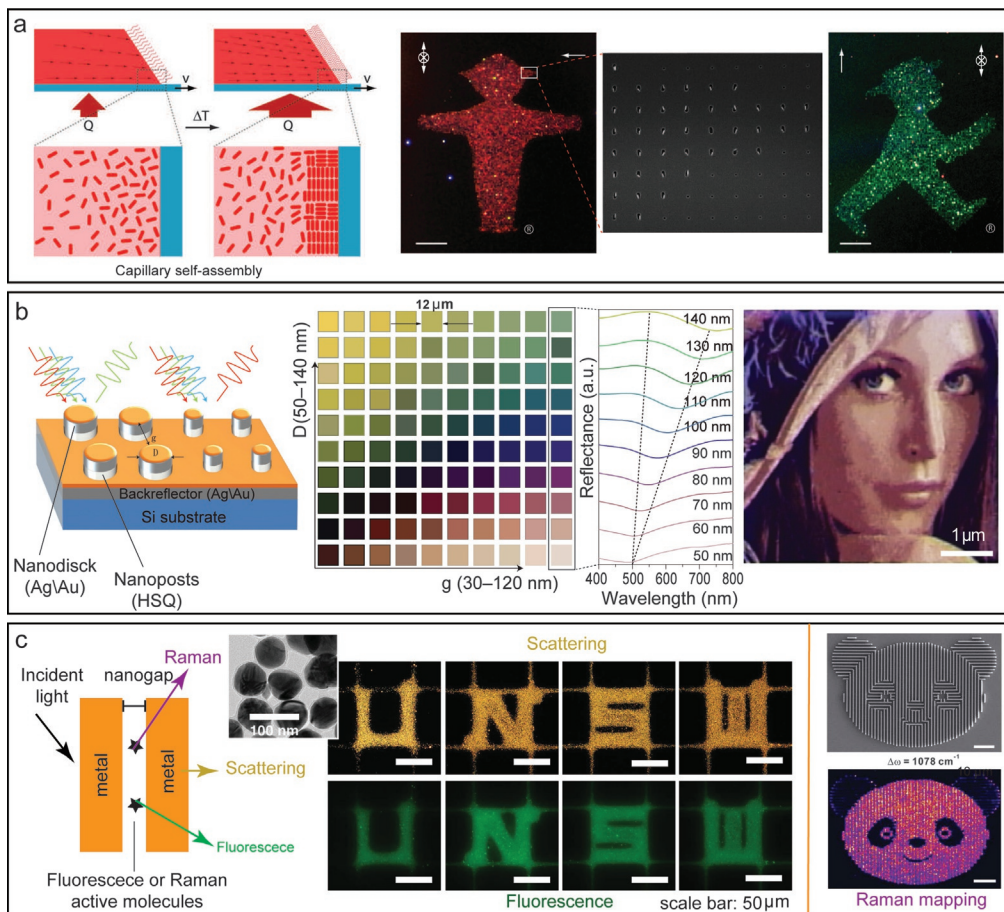 a
v
v
Q
ΔT
Q
Capillary self-assembly
®
®
b
g
D
Backreflector (Ag\Au)
Si substrate
Nanodisck
(Ag\Au)
Nanoposts
(HSQ)
D (50–140 nm)
12 μm
g (30–120 nm)
Reflectance (a.u.)
140 nm
130 nm
120 nm
110 nm
100 nm
90 nm
80 nm
70 nm
60 nm
50 nm
400 500 600 700 800
Wavelength (nm)
1 μm
c
Incident
light
nanogap
Raman
metal
metal
Scattering
Fluorescece
Fluorescece or Raman
active molecules
100 nm
Scattering
U N S W
U N S W
Fluorescence
scale bar: 50 μm
Δω = 1078 cm⁻¹
Raman mapping